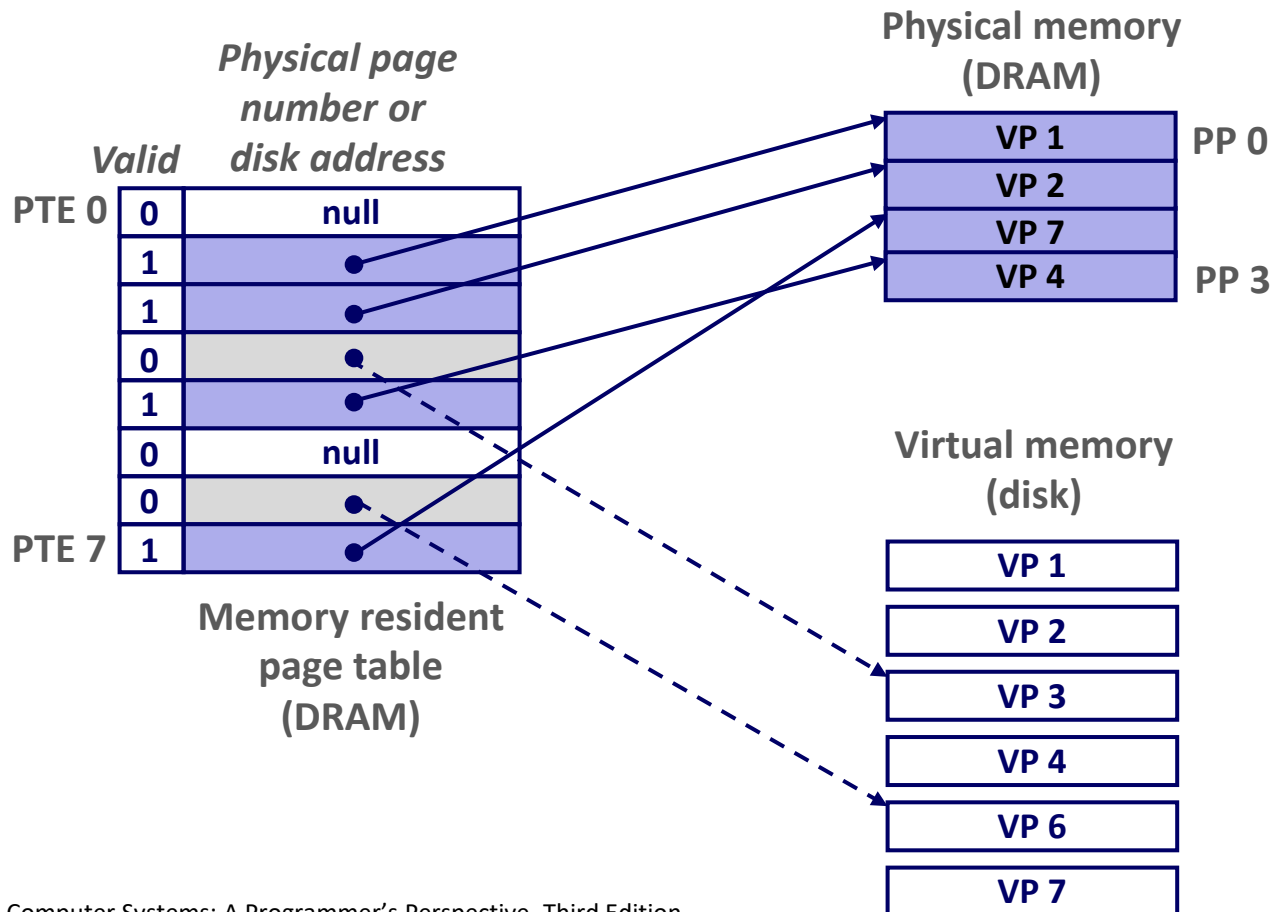 Physical page
number or
disk address
Valid
PTE 0
0
null
1
1
0
1
0
null
0
PTE 7
1
Memory resident
page table
(DRAM)
Physical memory
(DRAM)
VP 1
PP 0
VP 2
VP 7
VP 4
PP 3
Virtual memory
(disk)
VP 1
VP 2
VP 3
VP 4
VP 6
VP 7
Computer Systems: A Programmer's Perspective, Third Edition